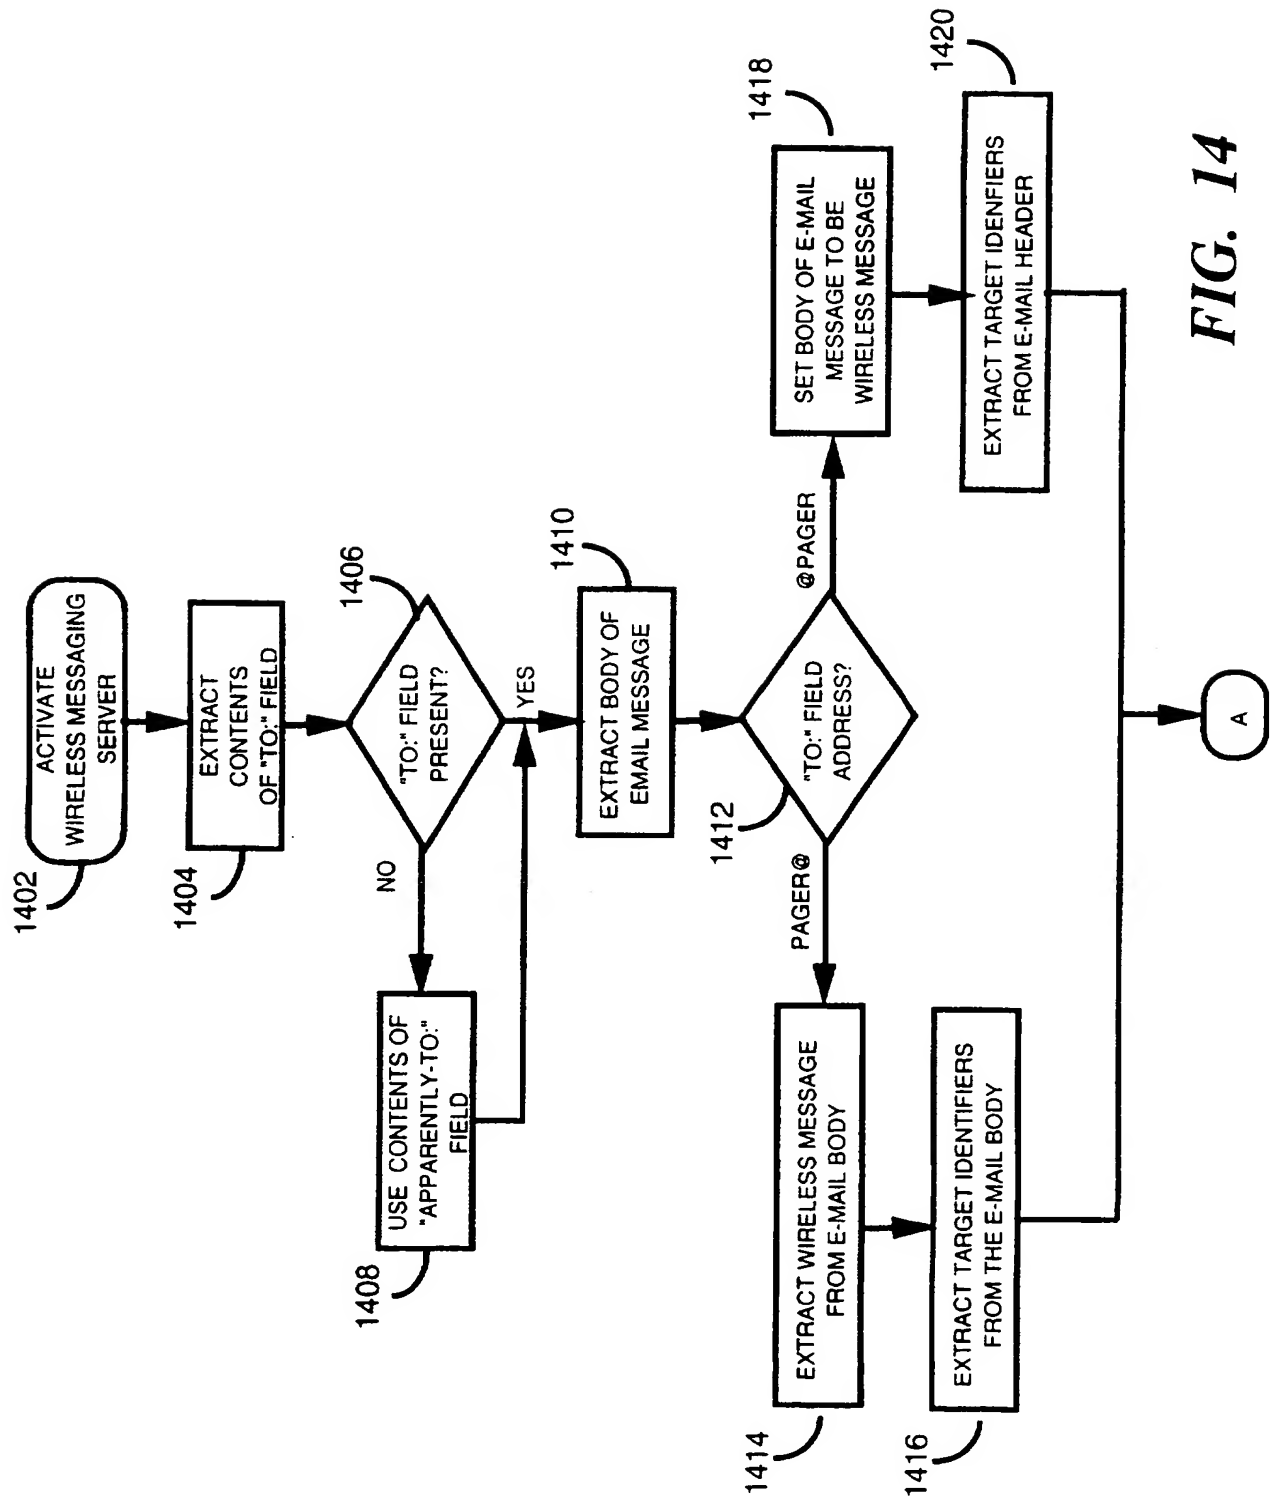 1402
ACTIVATE
WIRELESS MESSAGING
SERVER
1404
EXTRACT
CONTENTS
OF "TO:" FIELD
1406
"TO:" FIELD
PRESENT?
NO
YES
1408
USE CONTENTS OF
"APPARENTLY-TO:"
FIELD
1410
EXTRACT BODY OF
EMAIL MESSAGE
1412
"TO:" FIELD
ADDRESS?
PAGER@
@PAGER
1414
EXTRACT WIRELESS MESSAGE
FROM E-MAIL BODY
1416
EXTRACT TARGET IDENTIFIERS
FROM THE E-MAIL BODY
1418
SET BODY OF E-MAIL
MESSAGE TO BE
WIRELESS MESSAGE
1420
EXTRACT TARGET IDENFIERS
FROM E-MAIL HEADER
A
FIG. 14